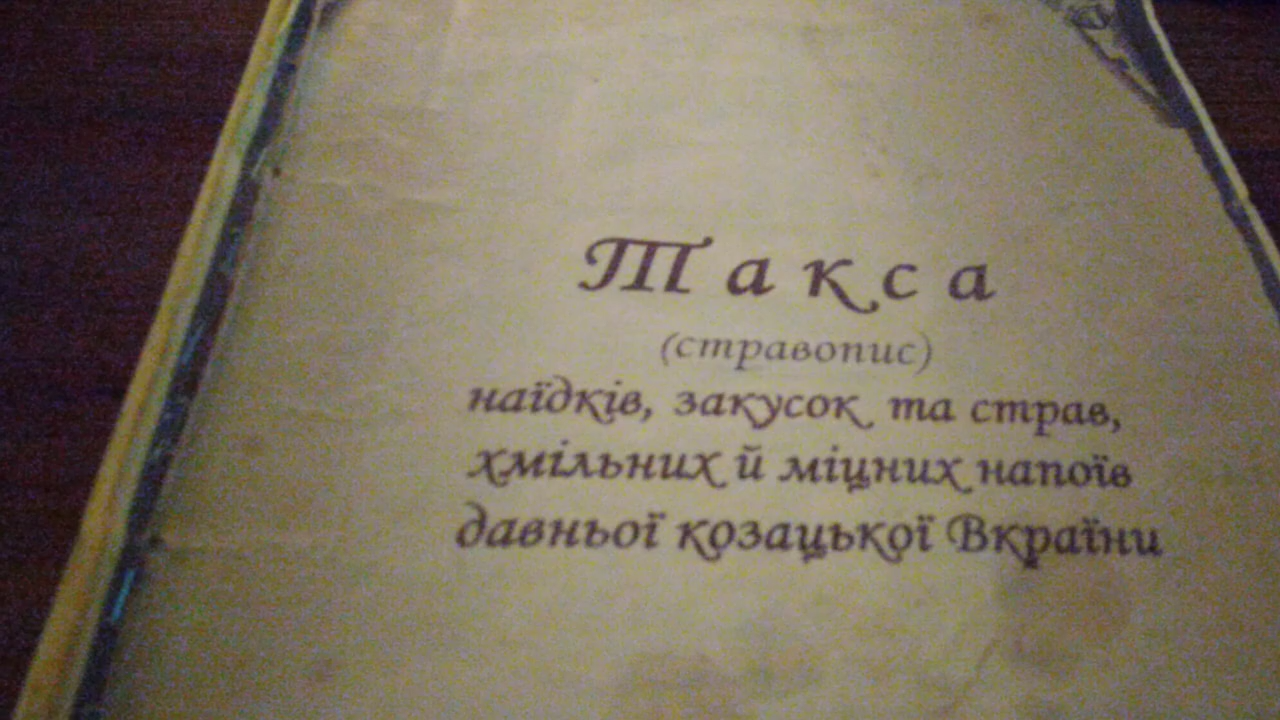 Такса
(стравопис)
наїдків, закусок та страв,
хмільних й міцних напоїв
давньої козацької Вкраїни